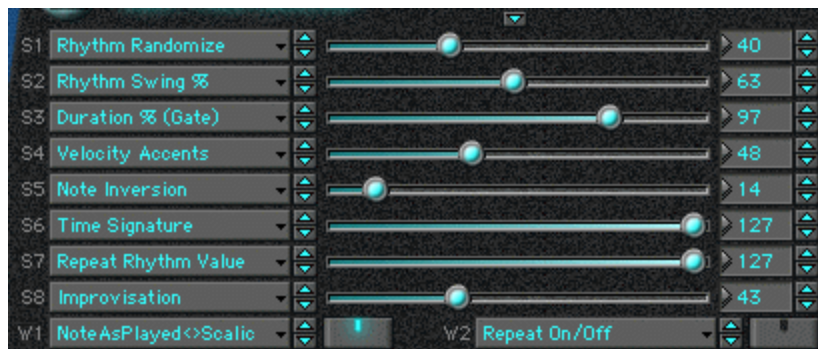 S1 Rhythm Randomize 40
S2 Rhythm Swing % 63
S3 Duration % (Gate) 97
S4 Velocity Accents 48
S5 Note Inversion 14
S6 Time Signature 127
S7 Repeat Rhythm Value 127
S8 Improvisation 43
W1 NoteAsPlayed<>Scalic W2 Repeat On/Off